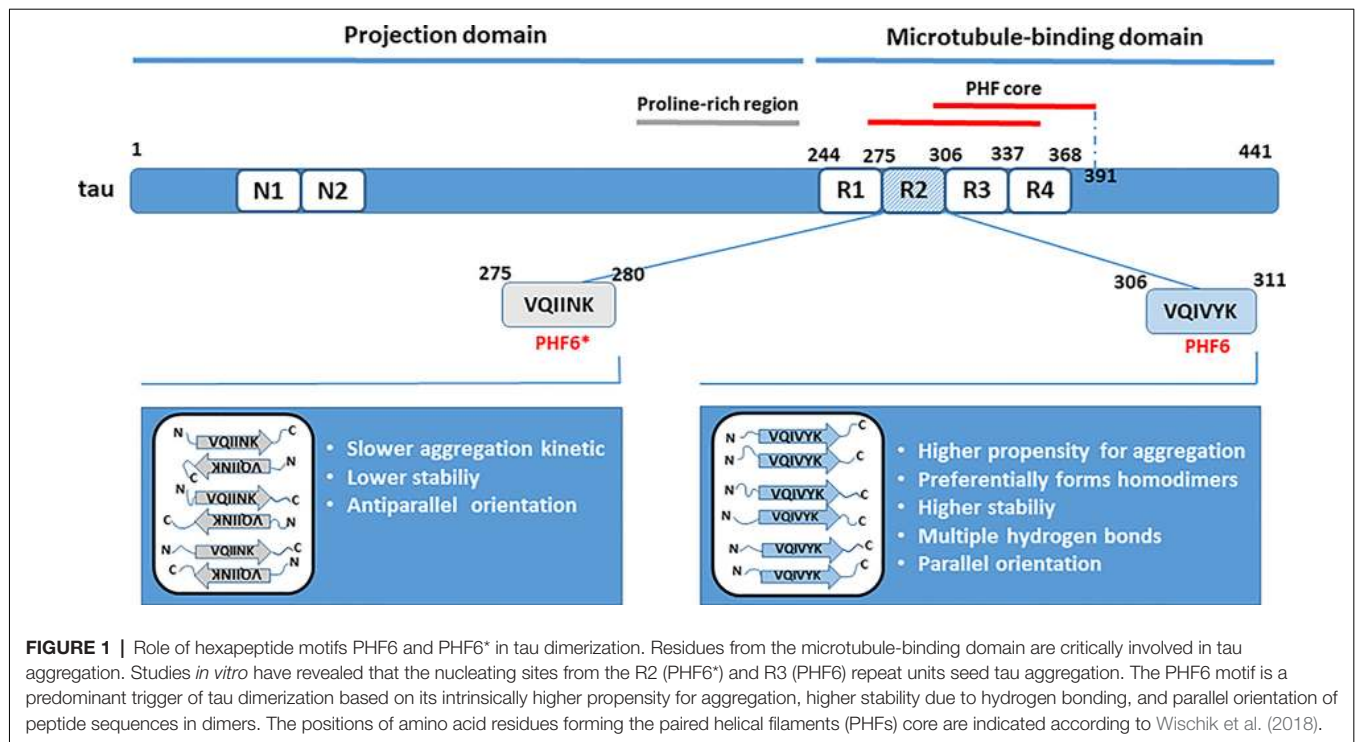 Projection domain
Microtubule-binding domain
PHF core
Proline-rich region
1
244
275
306
337
368
391
441
tau
N1
N2
R1
R2
R3
R4
275
280
VQIINK
PHF6*
306
311
VQIVYK
PHF6
N
VQIINK
C
C
VQIINK
N
N
VQIINK
C
C
VQIINK
N
N
VQIINK
C
C
VQIINK
N
• Slower aggregation kinetic
• Lower stabiliy
• Antiparallel orientation
N
VQIVYK
C
N
VQIVYK
C
N
VQIVYK
C
N
VQIVYK
C
N
VQIVYK
C
N
VQIVYK
C
• Higher propensity for aggregation
• Preferentially forms homodimers
• Higher stabiliy
• Multiple hydrogen bonds
• Parallel orientation
FIGURE 1 | Role of hexapeptide motifs PHF6 and PHF6* in tau dimerization. Residues from the microtubule-binding domain are critically involved in tau
aggregation. Studies in vitro have revealed that the nucleating sites from the R2 (PHF6*) and R3 (PHF6) repeat units seed tau aggregation. The PHF6 motif is a
predominant trigger of tau dimerization based on its intrinsically higher propensity for aggregation, higher stability due to hydrogen bonding, and parallel orientation of
peptide sequences in dimers. The positions of amino acid residues forming the paired helical filaments (PHFs) core are indicated according to Wischik et al. (2018).